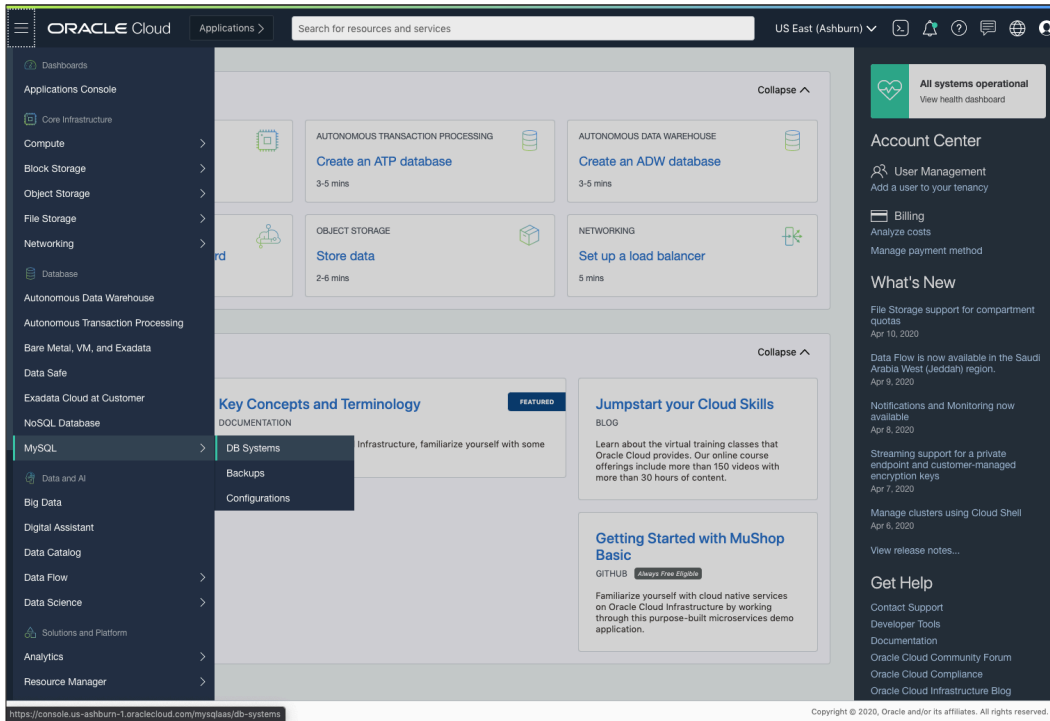 ORACLE Cloud
Applications >
Search for resources and services
US East (Ashburn)
Dashboards
Applications Console
Core Infrastructure
Compute
Block Storage
Object Storage
File Storage
Networking
Database
Autonomous Data Warehouse
Autonomous Transaction Processing
Bare Metal, VM, and Exadata
Data Safe
Exadata Cloud at Customer
NoSQL Database
MySQL
DB Systems
Backups
Configurations
Data and AI
Big Data
Digital Assistant
Data Catalog
Data Flow
Data Science
Solutions and Platform
Analytics
Resource Manager
https://console.us-ashburn-1.oraclecloud.com/mysqlaas/db-systems
Collapse
AUTONOMOUS TRANSACTION PROCESSING
Create an ATP database
3-5 mins
AUTONOMOUS DATA WAREHOUSE
Create an ADW database
3-5 mins
rd
OBJECT STORAGE
Store data
2-6 mins
NETWORKING
Set up a load balancer
5 mins
Collapse
Key Concepts and Terminology
FEATURED
DOCUMENTATION
Infrastructure, familiarize yourself with some
Jumpstart your Cloud Skills
BLOG
Learn about the virtual training classes that
Oracle Cloud provides. Our online course
offerings include more than 150 videos with
more than 30 hours of content.
Getting Started with MuShop
Basic
GITHUB Always Free Eligible
Familiarize yourself with cloud native services
on Oracle Cloud Infrastructure by working
through this purpose-built microservices demo
application.
All systems operational
View health dashboard
Account Center
User Management
Add a user to your tenancy
Billing
Analyze costs
Manage payment method
What's New
File Storage support for compartment
quotas
Apr 10, 2020
Data Flow is now available in the Saudi
Arabia West (Jeddah) region.
Apr 9, 2020
Notifications and Monitoring now
available
Apr 8, 2020
Streaming support for a private
endpoint and customer-managed
encryption keys
Apr 7, 2020
Manage clusters using Cloud Shell
Apr 6, 2020
View release notes...
Get Help
Contact Support
Developer Tools
Documentation
Oracle Cloud Community Forum
Oracle Cloud Compliance
Oracle Cloud Infrastructure Blog
Copyright © 2020, Oracle and/or its affiliates. All rights reserved.